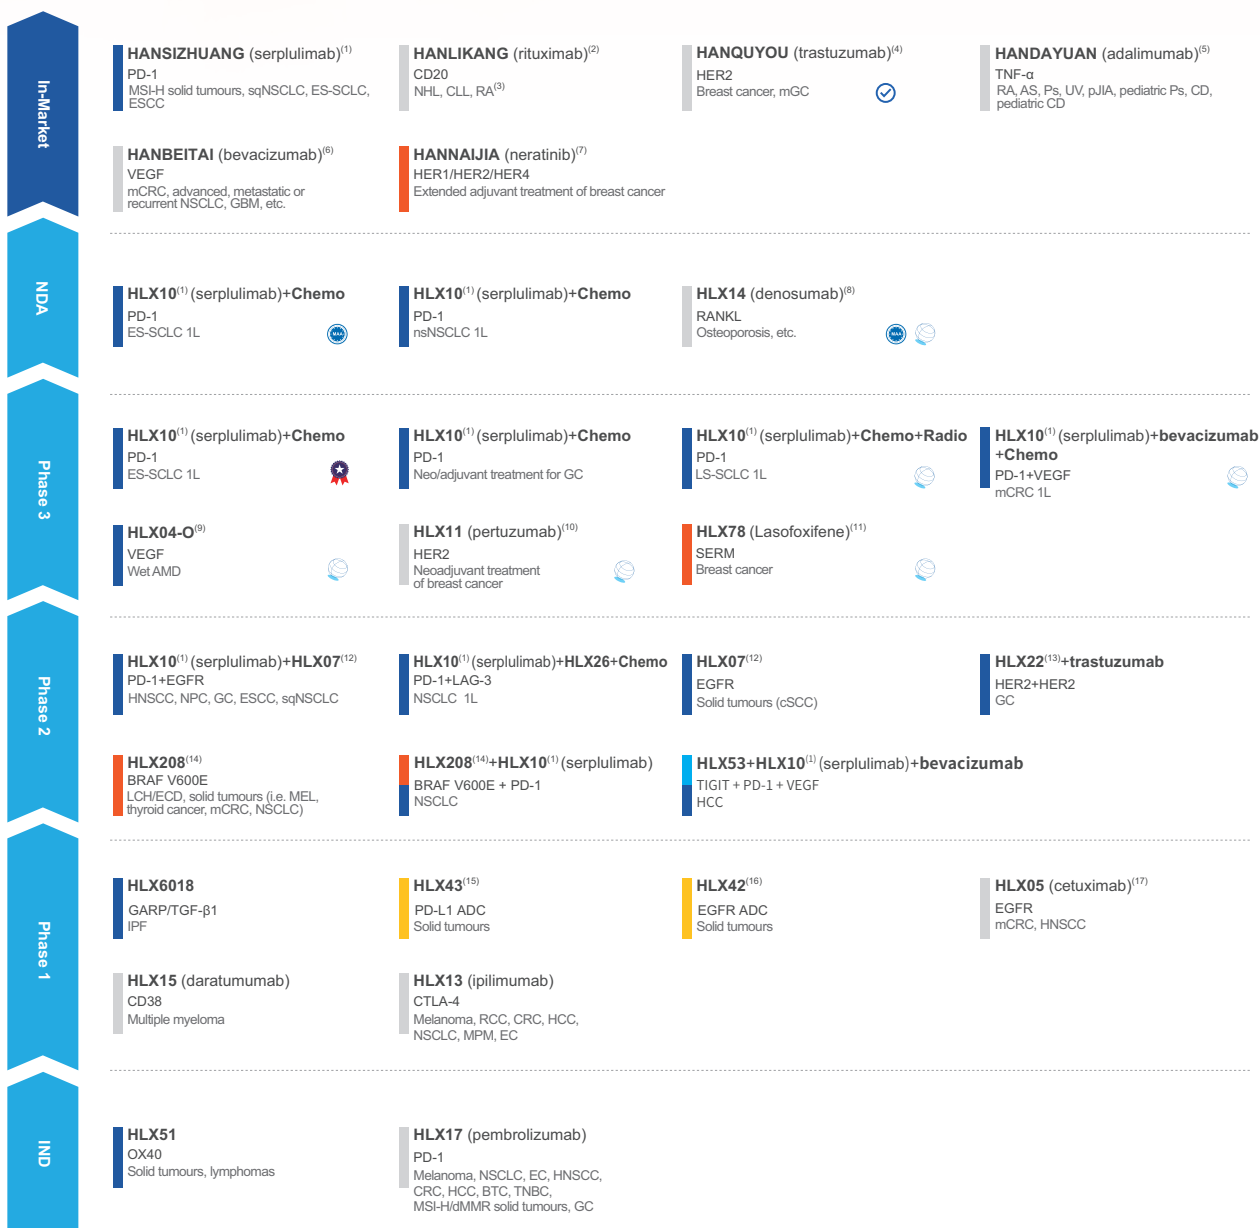 In-Market
HANSIZHUANG (serplulimab)(1)
PD-1
MSI-H solid tumours, sqNSCLC, ES-SCLC,
ESCC
HANLIKANG (rituximab)(2)
CD20
NHL, CLL, RA(3)
HANQUYOU (trastuzumab)(4)
HER2
Breast cancer, mGC
HANDAYUAN (adalimumab)(5)
TNF-α
RA, AS, Ps, UV, pJIA, pediatric Ps, CD,
pediatric CD
HANBEITAI (bevacizumab)(6)
VEGF
mCRC, advanced, metastatic or
recurrent NSCLC, GBM, etc.
HANNAIJIA (neratinib)(7)
HER1/HER2/HER4
Extended adjuvant treatment of breast cancer
NDA
HLX10(1) (serplulimab)+Chemo
PD-1
ES-SCLC 1L
MAA
HLX10(1) (serplulimab)+Chemo
PD-1
nsNSCLC 1L
HLX14 (denosumab)(8)
RANKL
Osteoporosis, etc.
MAA
Phase 3
HLX10(1) (serplulimab)+Chemo
PD-1
ES-SCLC 1L
HLX10(1) (serplulimab)+Chemo
PD-1
Neo/adjuvant treatment for GC
HLX10(1) (serplulimab)+Chemo+Radio
PD-1
LS-SCLC 1L
HLX10(1) (serplulimab)+bevacizumab
+Chemo
PD-1+VEGF
mCRC 1L
HLX04-O(9)
VEGF
Wet AMD
HLX11 (pertuzumab)(10)
HER2
Neoadjuvant treatment
of breast cancer
HLX78 (Lasofoxifene)(11)
SERM
Breast cancer
Phase 2
HLX10(1) (serplulimab)+HLX07(12)
PD-1+EGFR
HNSCC, NPC, GC, ESCC, sqNSCLC
HLX10(1) (serplulimab)+HLX26+Chemo
PD-1+LAG-3
NSCLC 1L
HLX07(12)
EGFR
Solid tumours (cSCC)
HLX22(13)+trastuzumab
HER2+HER2
GC
HLX208(14)
BRAF V600E
LCH/ECD, solid tumours (i.e. MEL,
thyroid cancer, mCRC, NSCLC)
HLX208(14)+HLX10(1) (serplulimab)
BRAF V600E + PD-1
NSCLC
HLX53+HLX10(1) (serplulimab)+bevacizumab
TIGIT + PD-1 + VEGF
HCC
Phase 1
HLX6018
GARP/TGF-β1
IPF
HLX43(15)
PD-L1 ADC
Solid tumours
HLX42(16)
EGFR ADC
Solid tumours
HLX05 (cetuximab)(17)
EGFR
mCRC, HNSCC
HLX15 (daratumumab)
CD38
Multiple myeloma
HLX13 (ipilimumab)
CTLA-4
Melanoma, RCC, CRC, HCC,
NSCLC, MPM, EC
IND
HLX51
OX40
Solid tumours, lymphomas
HLX17 (pembrolizumab)
PD-1
Melanoma, NSCLC, EC, HNSCC,
CRC, HCC, BTC, TNBC,
MSI-H/dMMR solid tumours, GC